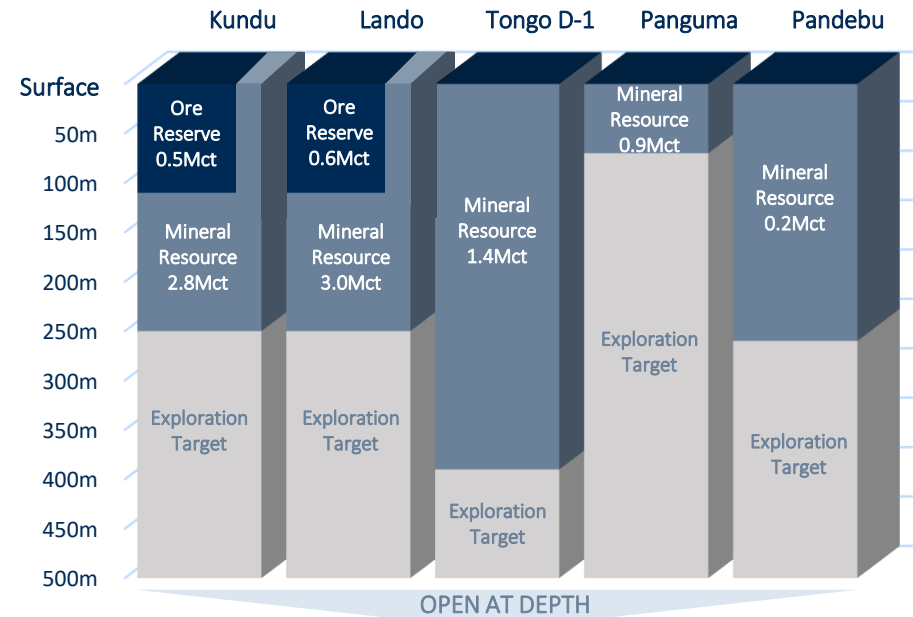 Kundu
Lando
Tongo D-1
Panguma
Pandebu
Surface
50m
100m
150m
200m
250m
300m
350m
400m
450m
500m
Ore
Reserve
0.5Mct
Mineral
Resource
2.8Mct
Exploration
Target
Ore
Reserve
0.6Mct
Mineral
Resource
3.0Mct
Exploration
Target
Mineral
Resource
1.4Mct
Exploration
Target
Mineral
Resource
0.9Mct
Exploration
Target
Mineral
Resource
0.2Mct
Exploration
Target
OPEN AT DEPTH